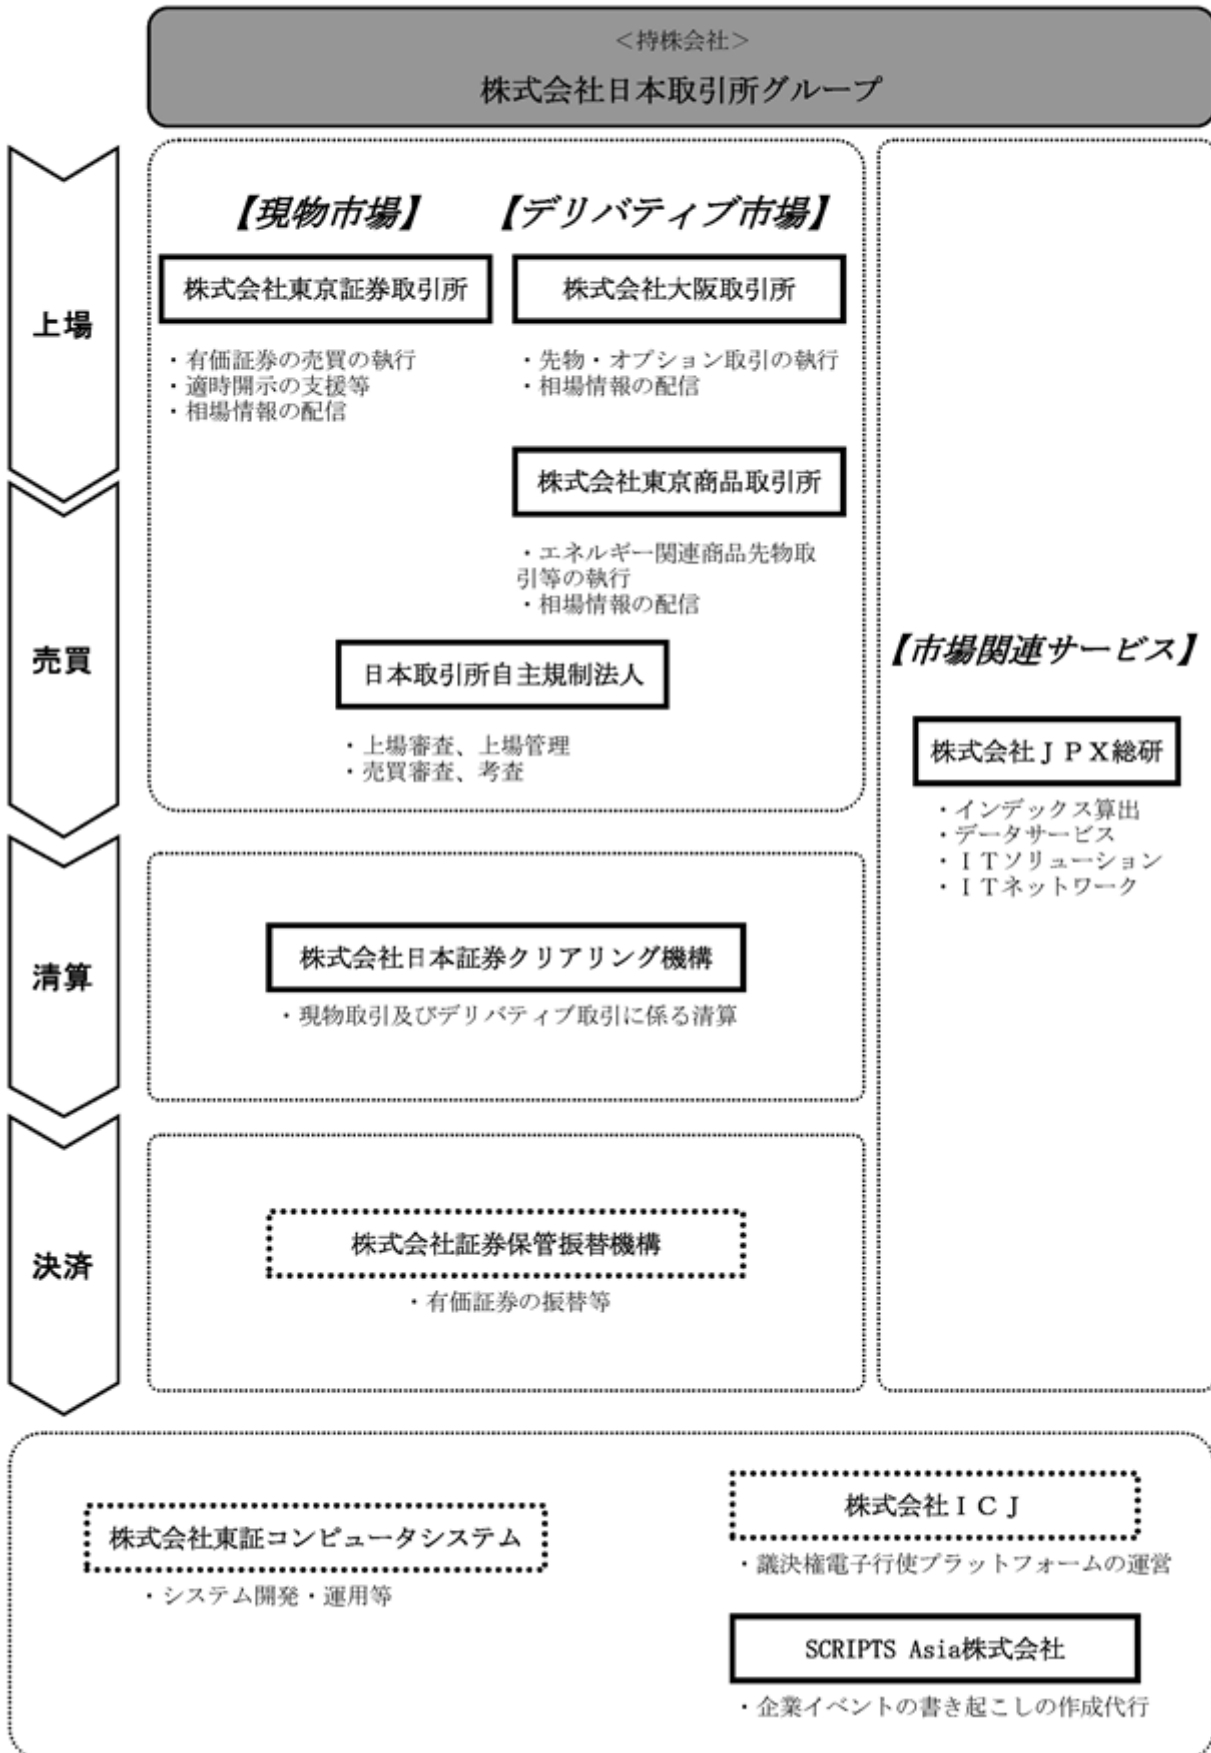 ＜持株会社＞
株式会社日本取引所グループ
上場
売買
清算
決済
【現物市場】
株式会社東京証券取引所
・有価証券の売買の執行
・適時開示の支援等
・相場情報の配信
【デリバティブ市場】
株式会社大阪取引所
・先物・オプション取引の執行
・相場情報の配信
株式会社東京商品取引所
・エネルギー関連商品先物取
引等の執行
・相場情報の配信
日本取引所自主規制法人
・上場審査、上場管理
・売買審査、考査
【市場関連サービス】
株式会社ＪＰＸ総研
・インデックス算出
・データサービス
・ＩＴソリューション
・ＩＴネットワーク
株式会社日本証券クリアリング機構
・現物取引及びデリバティブ取引に係る清算
株式会社証券保管振替機構
・有価証券の振替等
株式会社東証コンピュータシステム
・システム開発・運用等
株式会社ＩＣＪ
・議決権電子行使プラットフォームの運営
SCRIPTS Asia株式会社
・企業イベントの書き起こしの作成代行